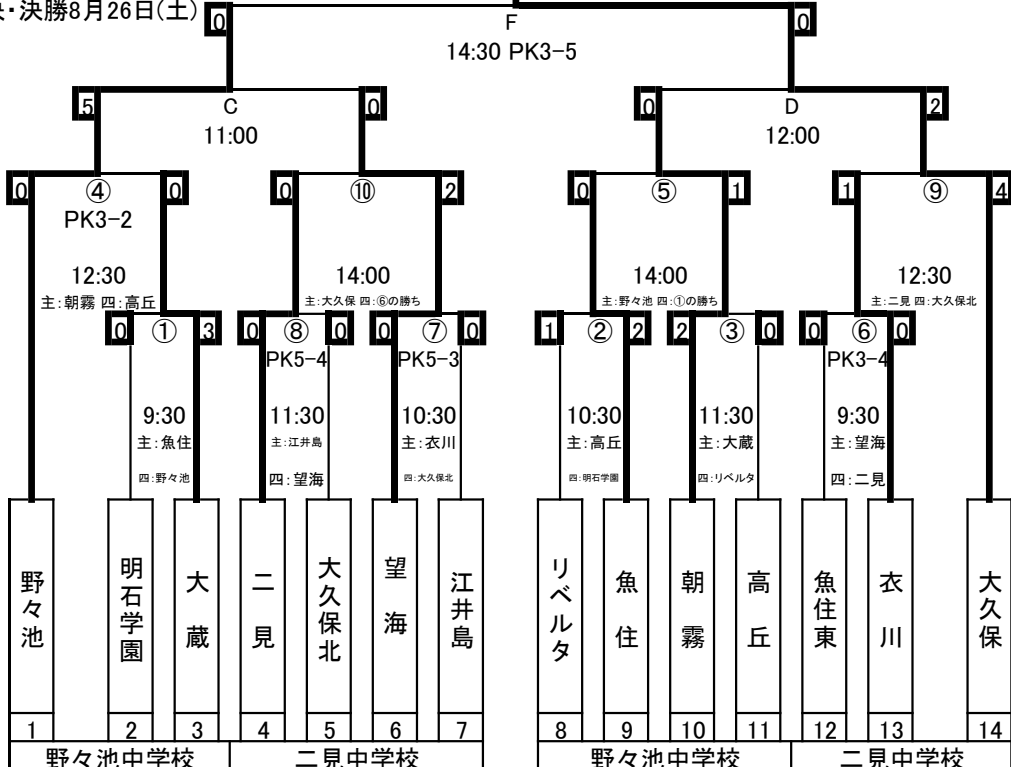 決・決勝8月26日(土)
0 F 0
14:30 PK3-5
5 C 0
11:00
0 D 2
12:00
0 ④ 0
PK3-2
12:30
主:朝霧 四:高丘
0 ⑩ 2
14:00
主:大久保 四:⑥の勝ち
0 ⑤ 1
14:00
主:野々池 四:①の勝ち
1 ⑨ 4
12:30
主:二見 四:大久保北
0 ① 3
9:30
主:魚住
四:野々池
0 ⑧ 0
PK5-4
11:30
主:江井島
四:望海
0 ⑦ 0
PK5-3
10:30
主:衣川
四:大久保北
1 ② 2
10:30
主:高丘
四:明石学園
2 ③ 0
11:30
主:大蔵
四:リベルタ
0 ⑥ 0
PK3-4
9:30
主:望海
四:二見
野々池
明石学園
大蔵
二見
大久保北
望海
江井島
リベルタ
魚住
朝霧
高丘
魚住東
衣川
大久保
1 2 3 4 5 6 7 8 9 10 11 12 13 14
野々池中学校 二見中学校 野々池中学校 二見中学校